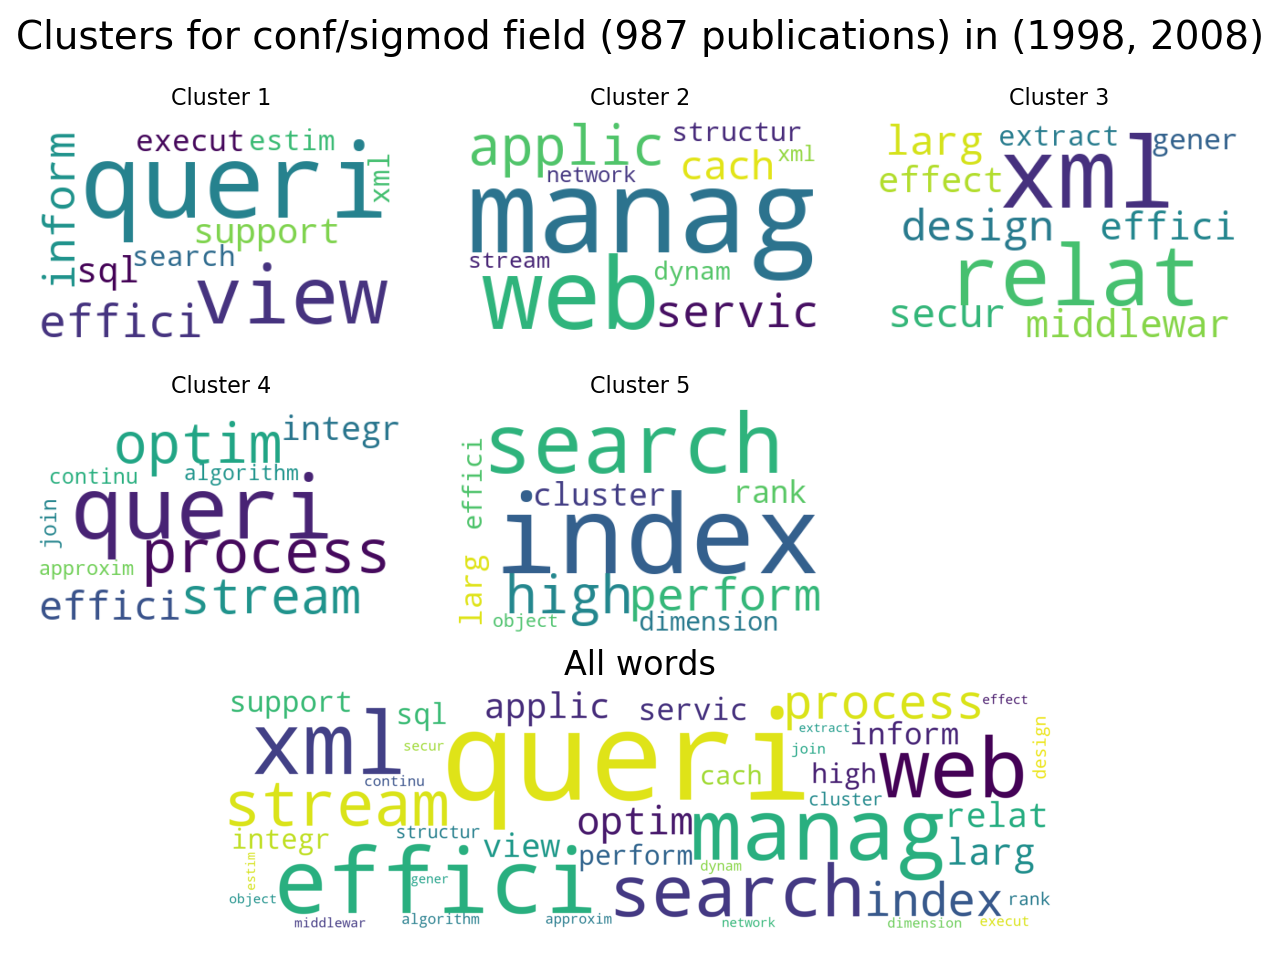 Clusters for conf/sigmod field (987 publications) in (1998, 2008)
Cluster 1
execut estim
inform queri xml
support
search
sql
view
effici
Cluster 2
applic structur
cach xml
network
manag
stream
dynam
web
servic
Cluster 3
larg extract gener
xml
effect
design effici
relat
secur
middlewar
Cluster 4
optim integr
continu algorithm
queri
join
process
approxim
effici stream
Cluster 5
search
effici
cluster rank
index
larg
high perform
object dimension
All words
support applic servic process effect
xml sql queri extract inform design
secur join web
continu cach high
stream cluster
integr structur optim manag relat
view perform larg
estim effici gener dynam
object search index rank
middlewar algorithm approxim network dimension execut